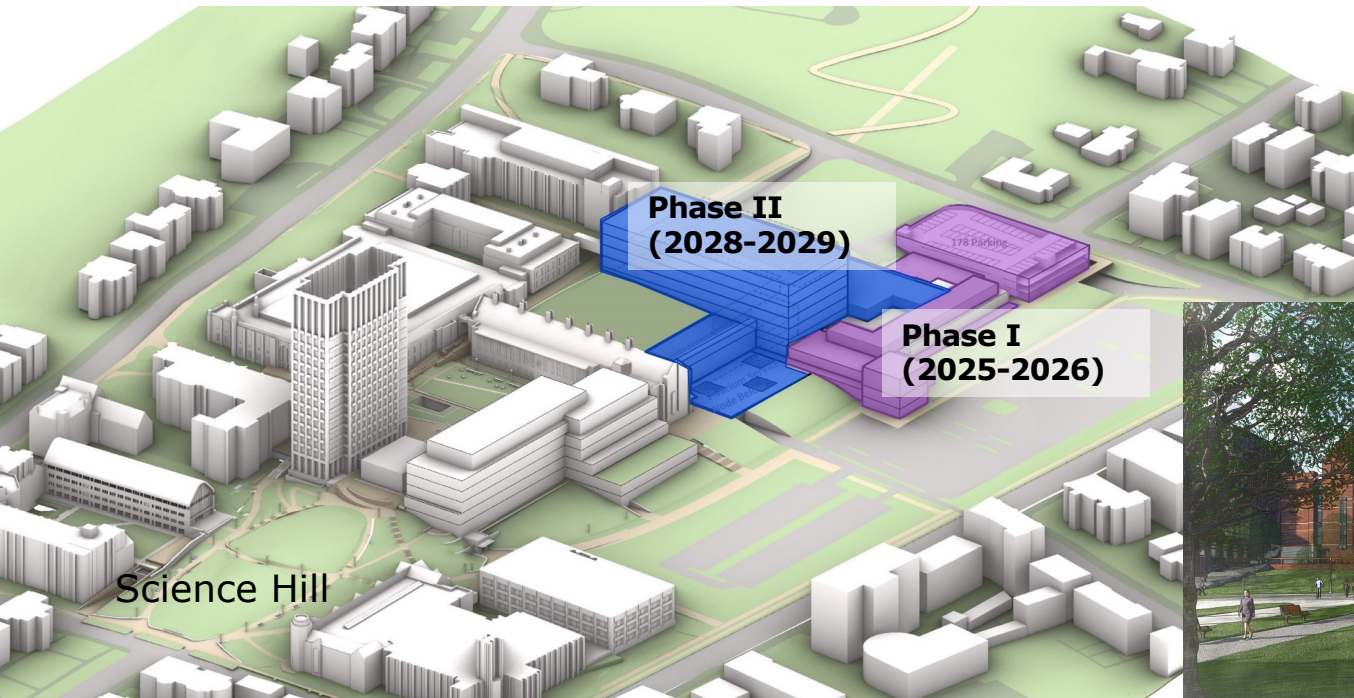 Phase II
(2028-2029)
178 Parking
Phase I
(2025-2026)
Science Hill